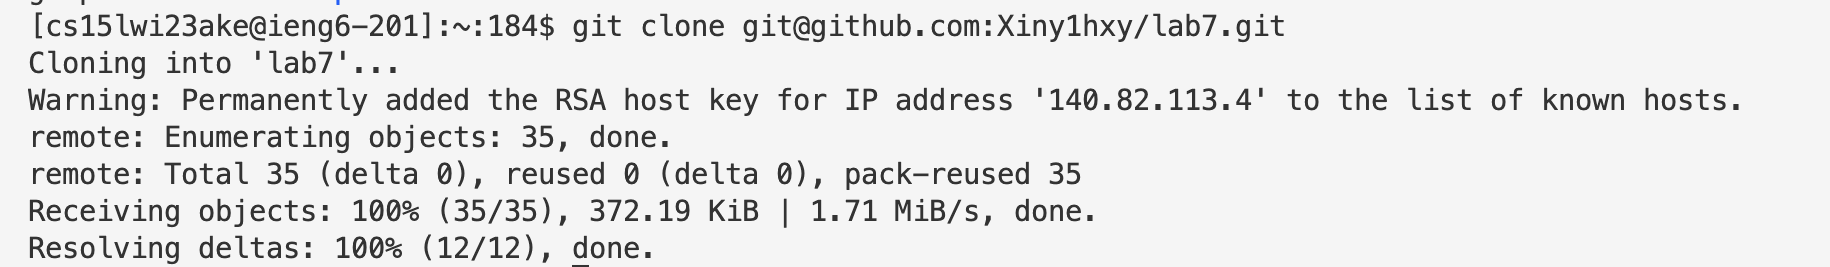 [cs15lwi23ake@ieng6-201]:~:184$ git clone git@github.com:Xiny1hxy/lab7.git
Cloning into 'lab7'...
Warning: Permanently added the RSA host key for IP address '140.82.113.4' to the list of known hosts.
remote: Enumerating objects: 35, done.
remote: Total 35 (delta 0), reused 0 (delta 0), pack-reused 35
Receiving objects: 100% (35/35), 372.19 KiB | 1.71 MiB/s, done.
Resolving deltas: 100% (12/12), done.